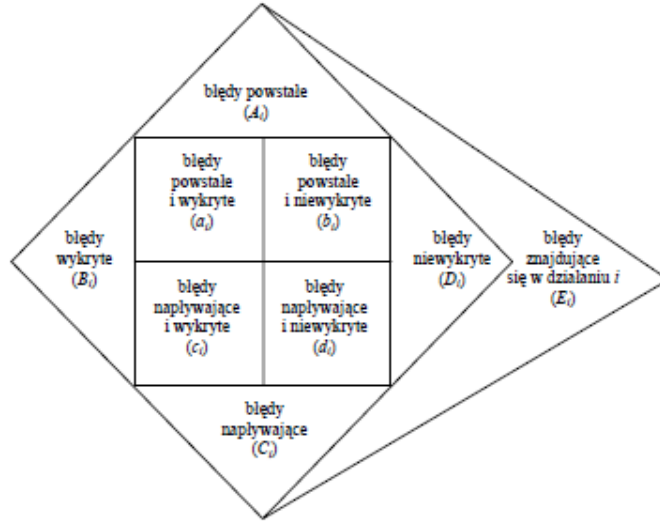 błędy powstałe
(Aᵢ)
błędy
powstałe
i wykryte
(aᵢ)
błędy
powstałe
i niewykryte
(bᵢ)
błędy
wykryte
(Bᵢ)
błędy
niewykryte
(Dᵢ)
błędy
znajdujące
się w działaniu i
(Eᵢ)
błędy
napływające
i wykryte
(cᵢ)
błędy
napływające
i niewykryte
(dᵢ)
błędy
napływające
(Cᵢ)